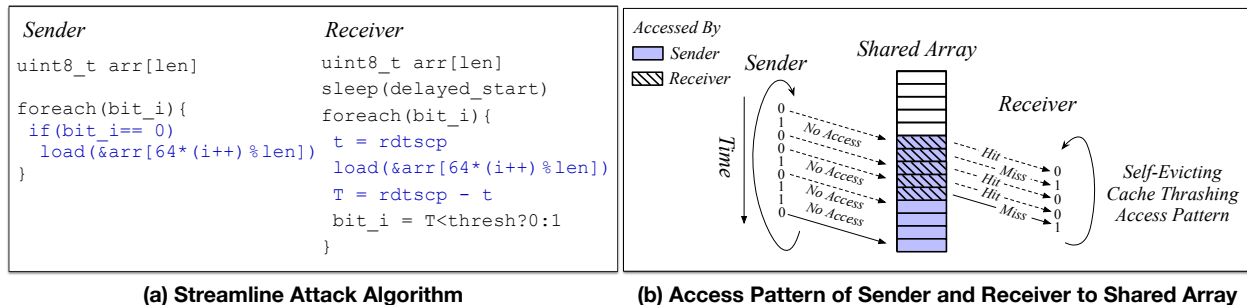 Sender
uint8_t arr[len]
foreach(bit_i){
if(bit_i== 0)
load(&arr[64*(i++)%len])
}
Receiver
uint8_t arr[len]
sleep(delayed_start)
foreach(bit_i){
t = rdtscp
load(&arr[64*(i++)%len])
T = rdtscp - t
bit_i = T<thresh?0:1
}
(a) Streamline Attack Algorithm
Accessed By
Sender
Receiver
Shared Array
Sender
Receiver
Time
0
1
0
0
1
0
1
1
0
No Access
No Access
No Access
No Access
Hit
Miss
Hit
Hit
Miss
0
1
0
0
1
Self-Evicting
Cache Thrashing
Access Pattern
(b) Access Pattern of Sender and Receiver to Shared Array